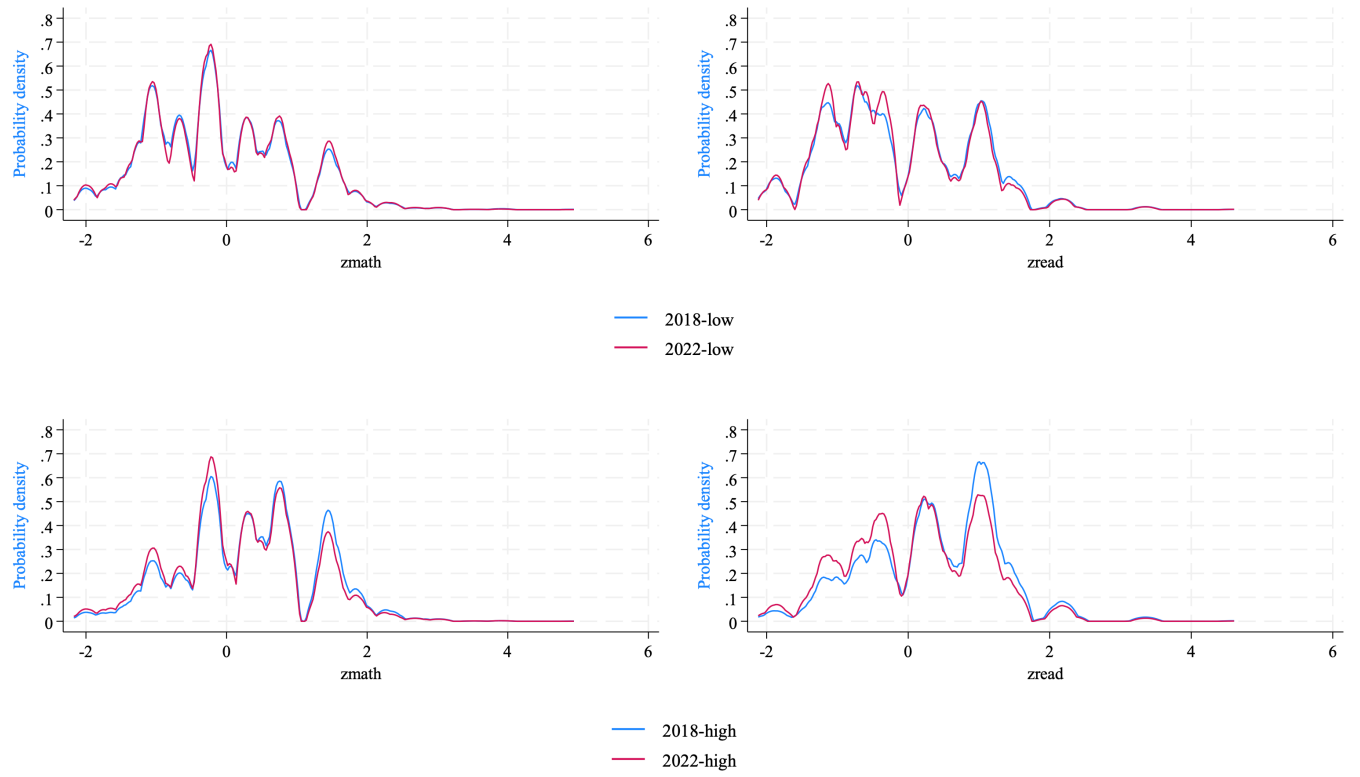 Probability density
.8
.7
.6
.5
.4
.3
.2
.1
0
-2 0 2 4 6
zmath
Probability density
.8
.7
.6
.5
.4
.3
.2
.1
0
-2 0 2 4 6
zread
2018-low
2022-low
Probability density
.8
.7
.6
.5
.4
.3
.2
.1
0
-2 0 2 4 6
zmath
Probability density
.8
.7
.6
.5
.4
.3
.2
.1
0
-2 0 2 4 6
zread
2018-high
2022-high